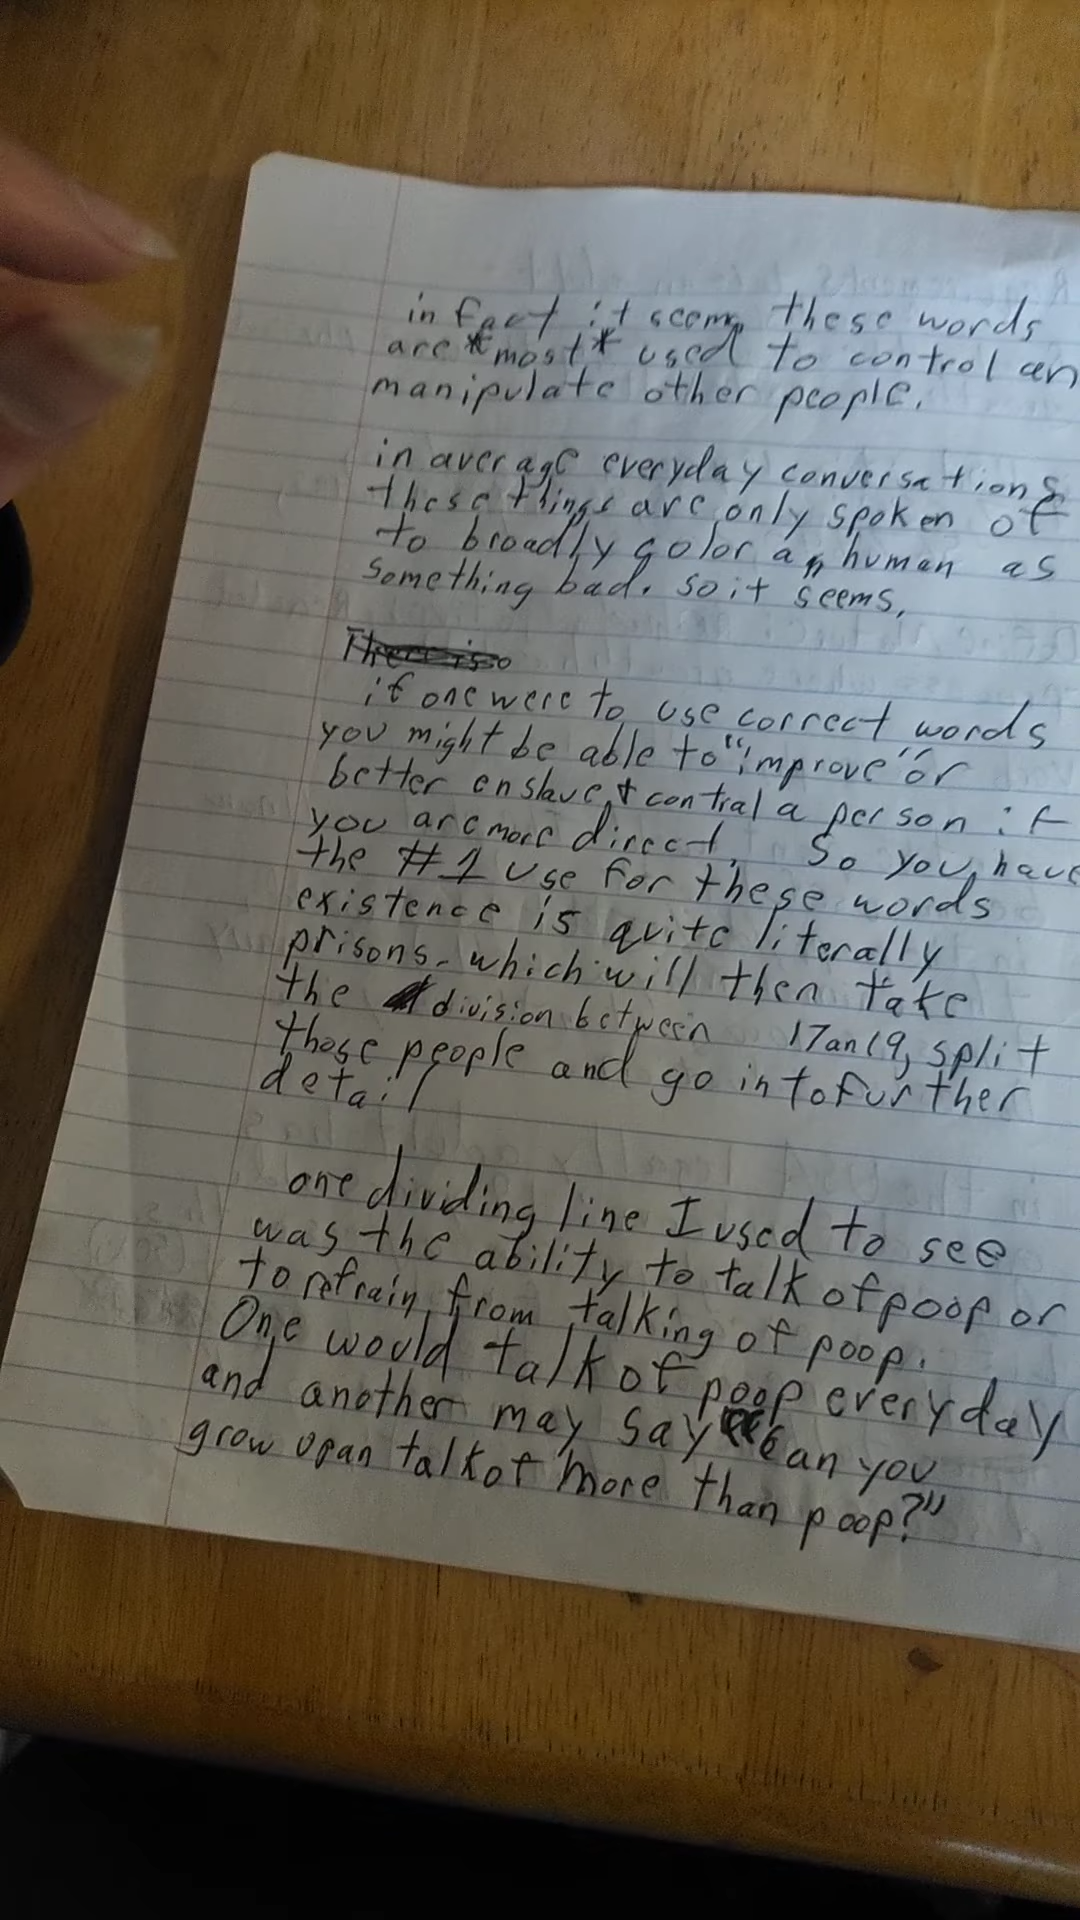 in fact it seems these words
are *most* used to control an
manipulate other people.
in average everyday conversations
these things are only spoken of
to broadly color an human as
something bad. so it seems,
if one were to use correct words
you might be able to "improve" or
better enslave + control a person if
you are more direct. So you have
the #1 use for these words
existence is quite literally
prisons. which will then take
the division between 17an19, split
those people and go into further
detail
one dividing line I used to see
was the ability to talk of poop or
to refrain from talking of poop.
One would talk of poop everyday
and another may say "can you
grow up an talk of more than poop?"